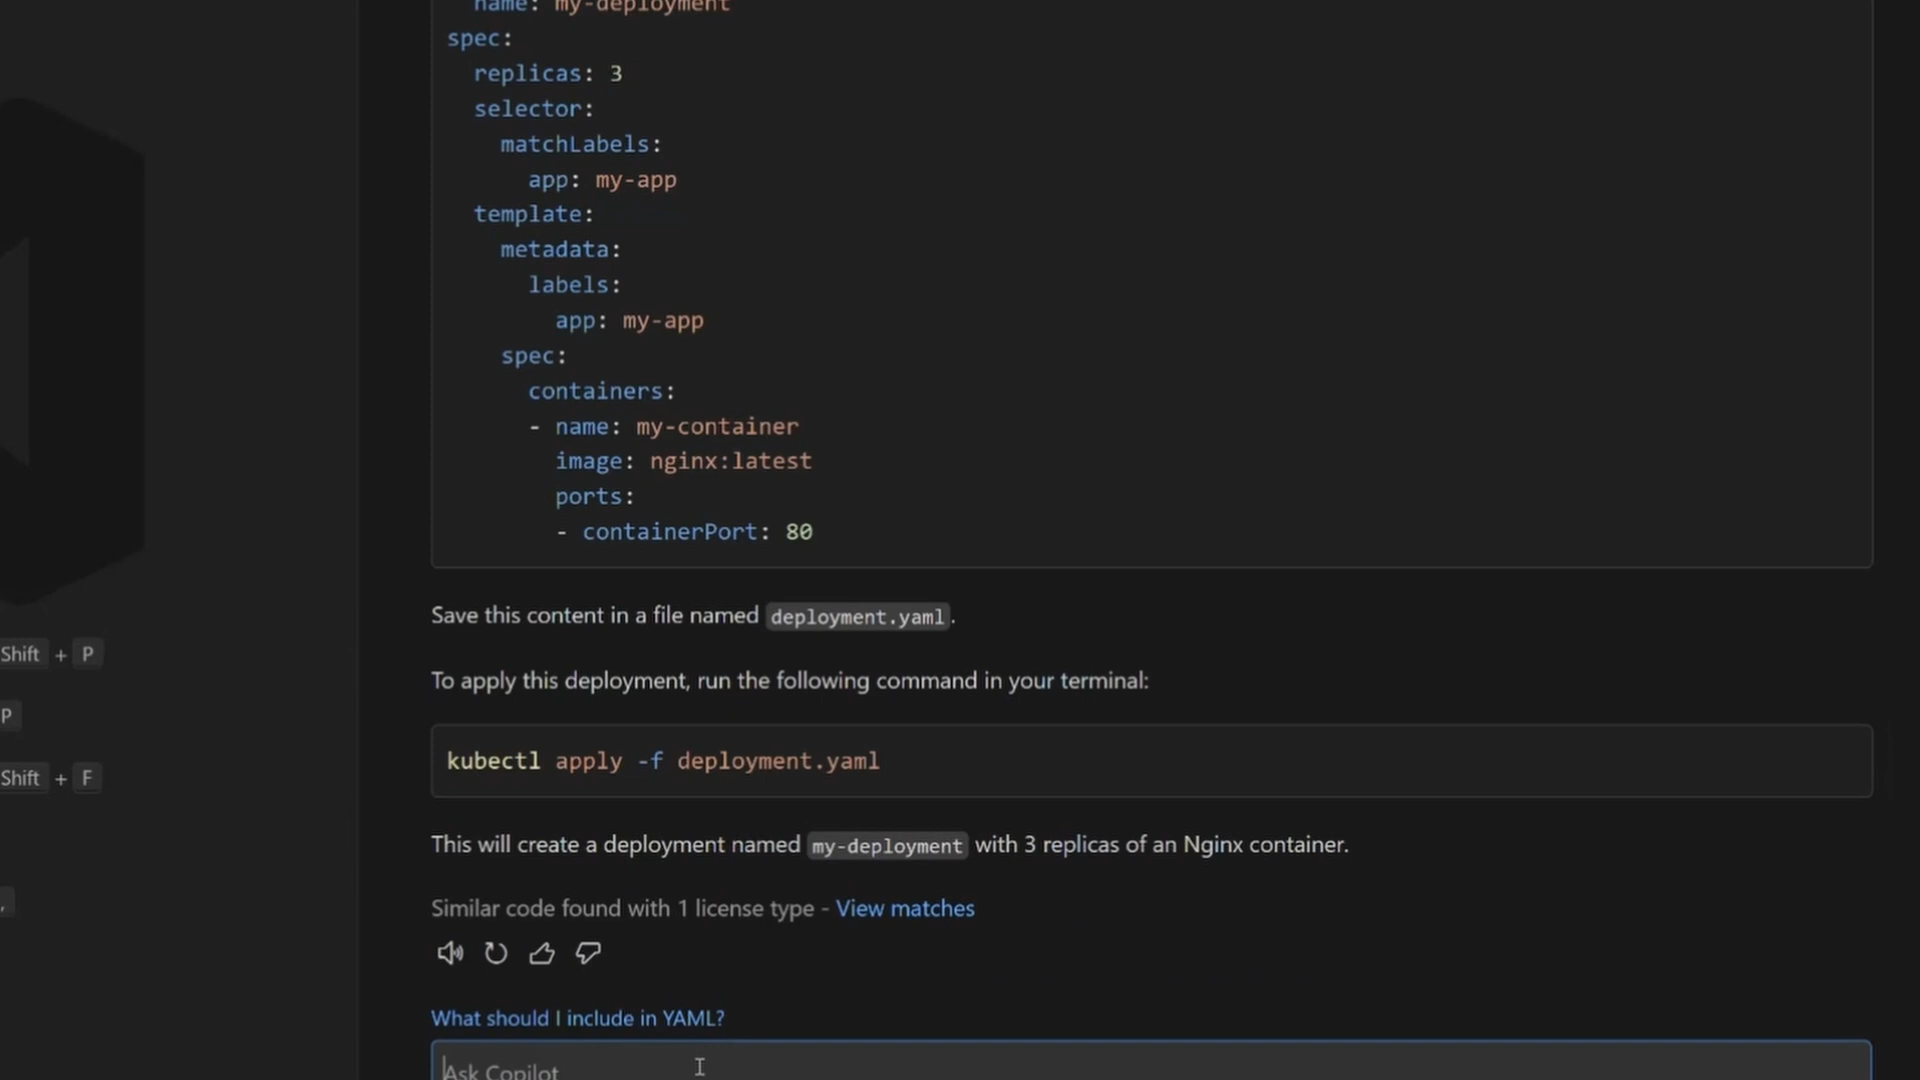 name: my-deployment
spec:
replicas: 3
selector:
matchLabels:
app: my-app
template:
metadata:
labels:
app: my-app
spec:
containers:
- name: my-container
image: nginx:latest
ports:
- containerPort: 80
Save this content in a file named deployment.yaml.
Shift + P
To apply this deployment, run the following command in your terminal:
P
kubectl apply -f deployment.yaml
Shift + F
This will create a deployment named my-deployment with 3 replicas of an Nginx container.
,
Similar code found with 1 license type - View matches
What should I include in YAML?
Ask Copilot